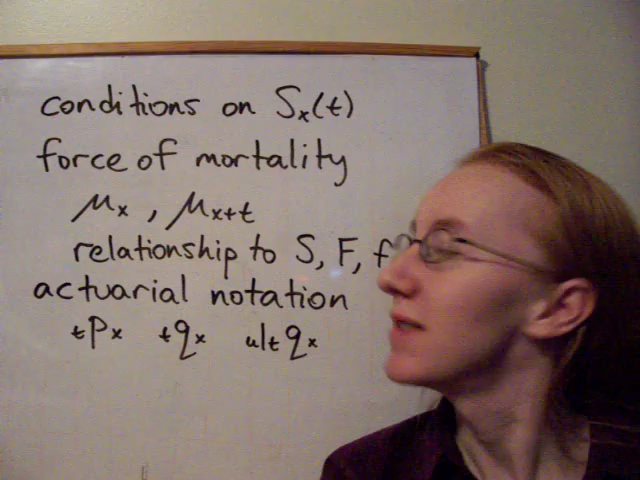 conditions on Sx(t)
force of mortality
μx , μx+t
relationship to S, F, f
actuarial notation
tPx tqx u|tqx